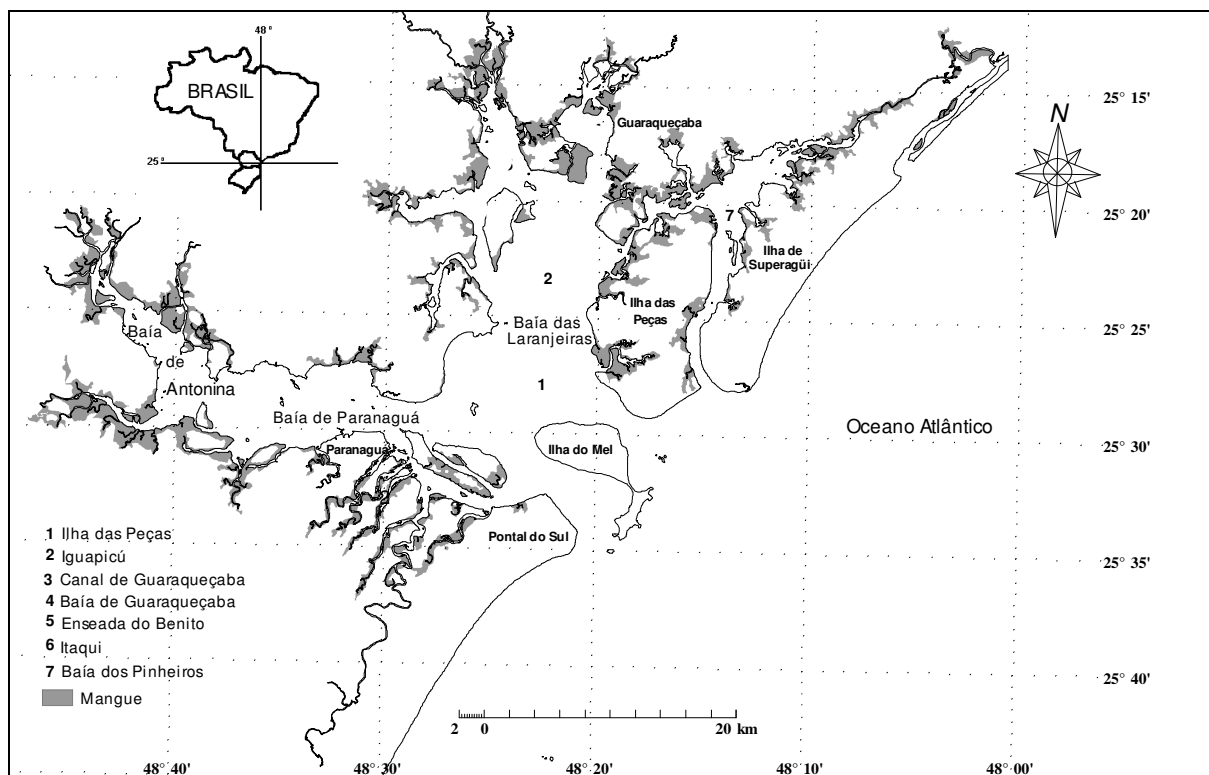 48°
BRASIL
25°
N
25° 15'
25° 20'
25° 25'
25° 30'
25° 35'
25° 40'
Guaraqueçaba
7
Ilha de
Superagüi
2
Ilha das
Peças
Baía das
Laranjeiras
1
Baía
de
Antonina
Baía de Paranaguá
Paranaguá
Ilha do Mel
Oceano Atlântico
Pontal do Sul
1 Ilha das Peças
2 Iguapicú
3 Canal de Guaraqueçaba
4 Baía de Guaraqueçaba
5 Enseada do Benito
6 Itaqui
7 Baía dos Pinheiros
Mangue
2 0 20 km
48°40' 48°30' 48°20' 48°10' 48°00'